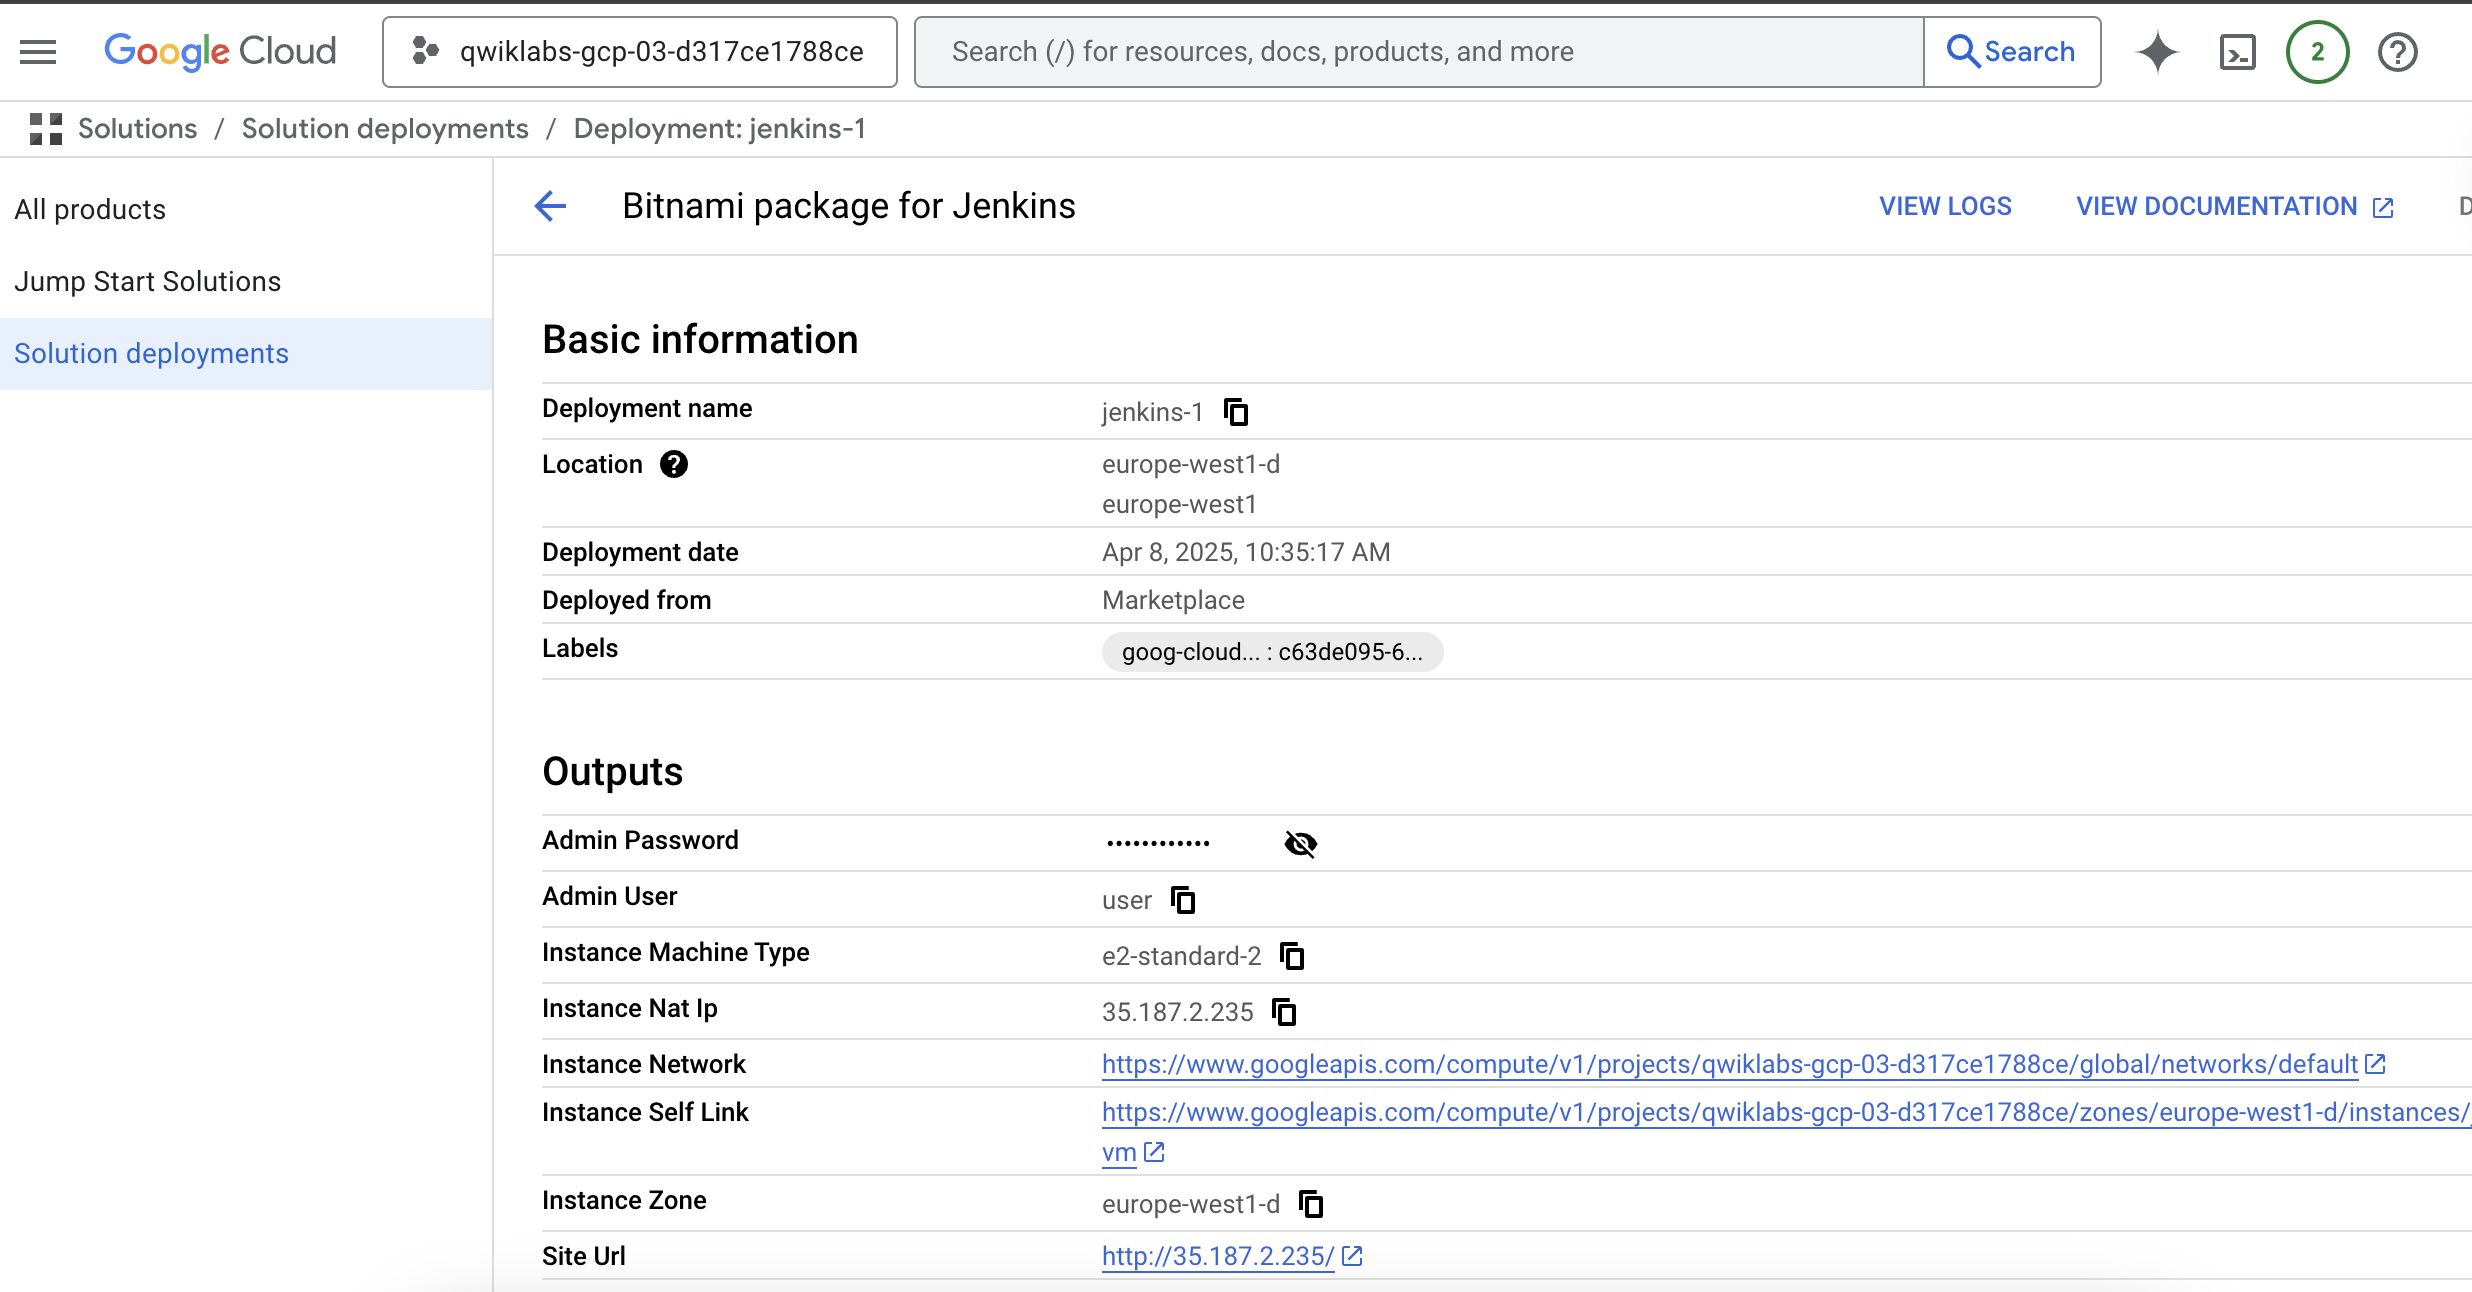 Google Cloud
qwiklabs-gcp-03-d317ce1788ce
Search (/) for resources, docs, products, and more
Search
2
Solutions / Solution deployments / Deployment: jenkins-1
All products
Jump Start Solutions
Solution deployments
Bitnami package for Jenkins
VIEW LOGS
VIEW DOCUMENTATION
Basic information
Deployment name
jenkins-1
Location
europe-west1-d
europe-west1
Deployment date
Apr 8, 2025, 10:35:17 AM
Deployed from
Marketplace
Labels
goog-cloud... : c63de095-6...
Outputs
Admin Password
••••••••••••
Admin User
user
Instance Machine Type
e2-standard-2
Instance Nat Ip
35.187.2.235
Instance Network
https://www.googleapis.com/compute/v1/projects/qwiklabs-gcp-03-d317ce1788ce/global/networks/default
Instance Self Link
https://www.googleapis.com/compute/v1/projects/qwiklabs-gcp-03-d317ce1788ce/zones/europe-west1-d/instances/
vm
Instance Zone
europe-west1-d
Site Url
http://35.187.2.235/